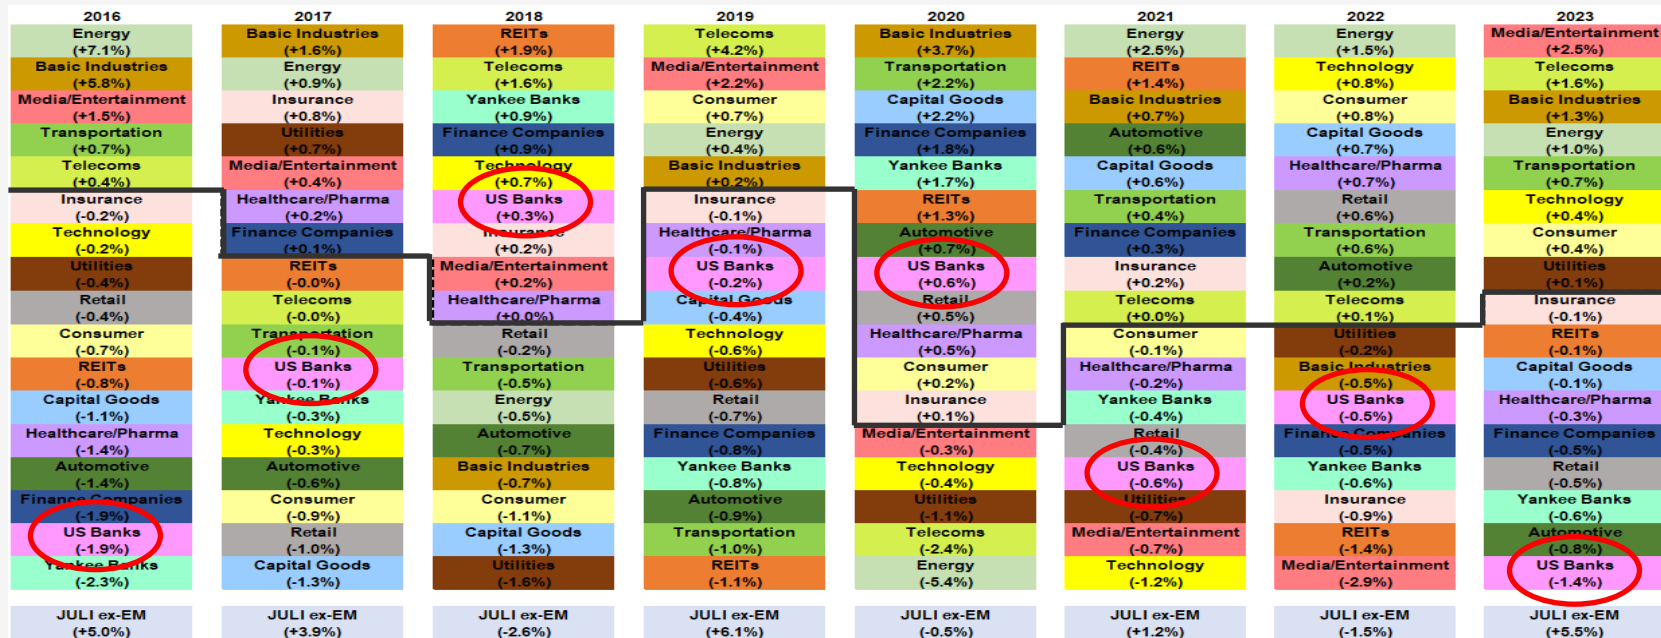 2016
Energy
(+7.1%)
Basic Industries
(+5.8%)
Media/Entertainment
(+1.5%)
Transportation
(+0.7%)
Telecoms
(+0.4%)
Insurance
(-0.2%)
Technology
(-0.2%)
Utilities
(-0.4%)
Retail
(-0.4%)
Consumer
(-0.7%)
REITs
(-0.8%)
Capital Goods
(-1.1%)
Healthcare/Pharma
(-1.4%)
Automotive
(-1.4%)
Finance Companies
(-1.9%)
US Banks
(-1.9%)
Yankee Banks
(-2.3%)
JULI ex-EM
(+5.0%)
2017
Basic Industries
(+1.6%)
Energy
(+0.9%)
Insurance
(+0.8%)
Utilities
(+0.7%)
Media/Entertainment
(+0.4%)
Healthcare/Pharma
(+0.2%)
Finance Companies
(+0.1%)
REITs
(-0.0%)
Telecoms
(-0.0%)
Transportation
(-0.1%)
US Banks
(-0.1%)
Yankee Banks
(-0.3%)
Technology
(-0.3%)
Automotive
(-0.6%)
Consumer
(-0.9%)
Retail
(-1.0%)
Capital Goods
(-1.3%)
JULI ex-EM
(+3.9%)
2018
REITs
(+1.9%)
Telecoms
(+1.6%)
Yankee Banks
(+0.9%)
Finance Companies
(+0.9%)
Technology
(+0.7%)
US Banks
(+0.3%)
Insurance
(+0.2%)
Media/Entertainment
(+0.2%)
Healthcare/Pharma
(+0.0%)
Retail
(-0.2%)
Transportation
(-0.5%)
Energy
(-0.5%)
Automotive
(-0.7%)
Basic Industries
(-0.7%)
Consumer
(-1.1%)
Capital Goods
(-1.3%)
Utilities
(-1.6%)
JULI ex-EM
(-2.6%)
2019
Telecoms
(+4.2%)
Media/Entertainment
(+2.2%)
Consumer
(+0.7%)
Energy
(+0.4%)
Basic Industries
(+0.2%)
Insurance
(-0.1%)
Healthcare/Pharma
(-0.1%)
US Banks
(-0.2%)
Capital Goods
(-0.4%)
Technology
(-0.6%)
Utilities
(-0.6%)
Retail
(-0.7%)
Finance Companies
(-0.8%)
Yankee Banks
(-0.8%)
Automotive
(-0.9%)
Transportation
(-1.0%)
REITs
(-1.1%)
JULI ex-EM
(+6.1%)
2020
Basic Industries
(+3.7%)
Transportation
(+2.2%)
Capital Goods
(+2.2%)
Finance Companies
(+1.8%)
Yankee Banks
(+1.7%)
REITs
(+1.3%)
Automotive
(+0.7%)
US Banks
(+0.6%)
Retail
(+0.5%)
Healthcare/Pharma
(+0.5%)
Consumer
(+0.2%)
Insurance
(+0.1%)
Media/Entertainment
(-0.3%)
Technology
(-0.4%)
Utilities
(-1.1%)
Telecoms
(-2.4%)
Energy
(-5.4%)
JULI ex-EM
(-0.5%)
2021
Energy
(+2.5%)
REITs
(+1.4%)
Basic Industries
(+0.7%)
Automotive
(+0.6%)
Capital Goods
(+0.6%)
Transportation
(+0.4%)
Finance Companies
(+0.3%)
Insurance
(+0.2%)
Telecoms
(+0.0%)
Consumer
(-0.1%)
Healthcare/Pharma
(-0.2%)
Yankee Banks
(-0.4%)
Retail
(-0.4%)
US Banks
(-0.6%)
Utilities
(-0.7%)
Media/Entertainment
(-0.7%)
Technology
(-1.2%)
JULI ex-EM
(+1.2%)
2022
Energy
(+1.5%)
Technology
(+0.8%)
Consumer
(+0.8%)
Capital Goods
(+0.7%)
Healthcare/Pharma
(+0.7%)
Retail
(+0.6%)
Transportation
(+0.6%)
Automotive
(+0.2%)
Telecoms
(+0.1%)
Utilities
(-0.2%)
Basic Industries
(-0.5%)
US Banks
(-0.5%)
Finance Companies
(-0.5%)
Yankee Banks
(-0.6%)
Insurance
(-0.9%)
REITs
(-1.4%)
Media/Entertainment
(-2.9%)
JULI ex-EM
(-1.5%)
2023
Media/Entertainment
(+2.5%)
Telecoms
(+1.6%)
Basic Industries
(+1.3%)
Energy
(+1.0%)
Transportation
(+0.7%)
Technology
(+0.4%)
Consumer
(+0.4%)
Utilities
(+0.1%)
Insurance
(-0.1%)
REITs
(-0.1%)
Capital Goods
(-0.1%)
Healthcare/Pharma
(-0.3%)
Finance Companies
(-0.5%)
Retail
(-0.5%)
Yankee Banks
(-0.6%)
Automotive
(-0.8%)
US Banks
(-1.4%)
JULI ex-EM
(+5.5%)